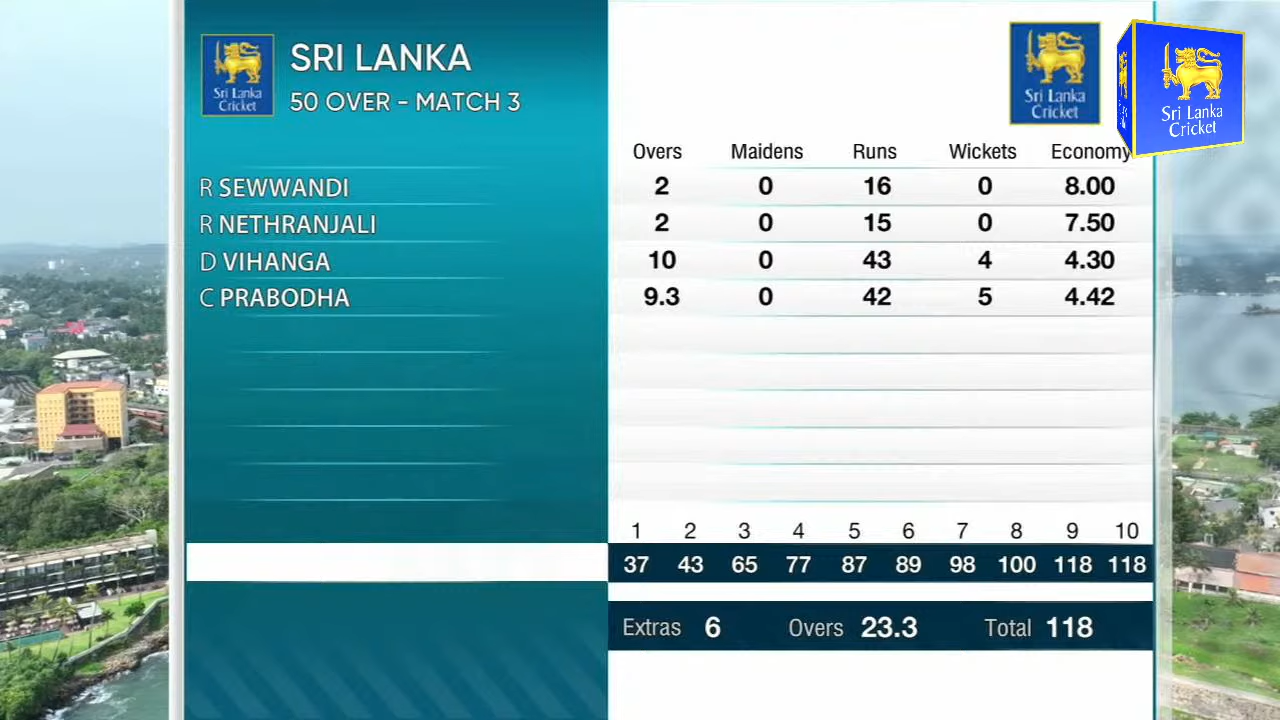 SRI LANKA
50 OVER - MATCH 3
Sri Lanka
Cricket
Sri Lanka
Cricket
Sri Lanka
Cricket
Overs Maidens Runs Wickets Economy
R SEWWANDI 2 0 16 0 8.00
R NETHRANJALI 2 0 15 0 7.50
D VIHANGA 10 0 43 4 4.30
C PRABODHA 9.3 0 42 5 4.42
1 2 3 4 5 6 7 8 9 10
37 43 65 77 87 89 98 100 118 118
Extras 6 Overs 23.3 Total 118